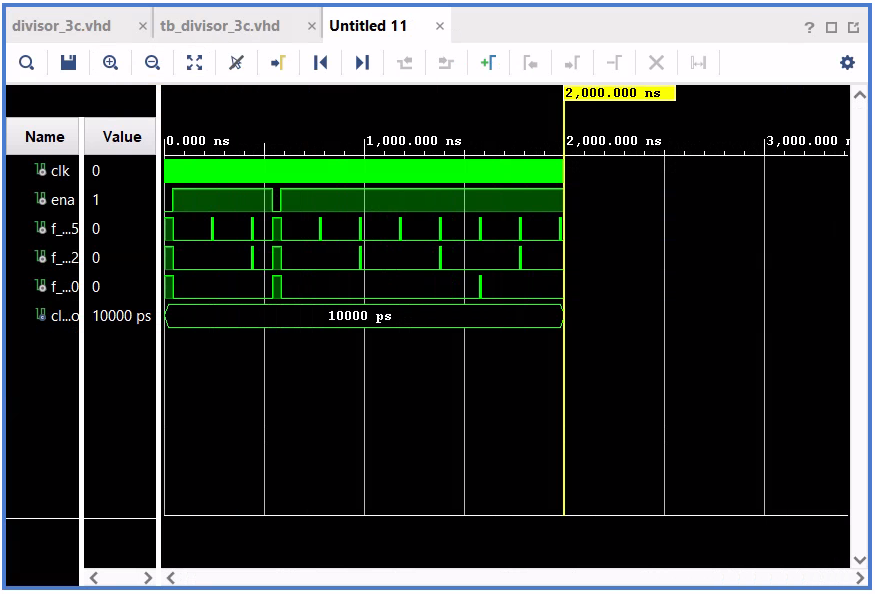 divisor_3c.vhd × tb_divisor_3c.vhd × Untitled 11 × ?
2,000.000 ns
Name Value 0.000 ns 1,000.000 ns 2,000.000 ns 3,000.000 n
clk 0
ena 1
f_...5 0
f_...2 0
f_...0 0
cl...o 10000 ps 10000 ps